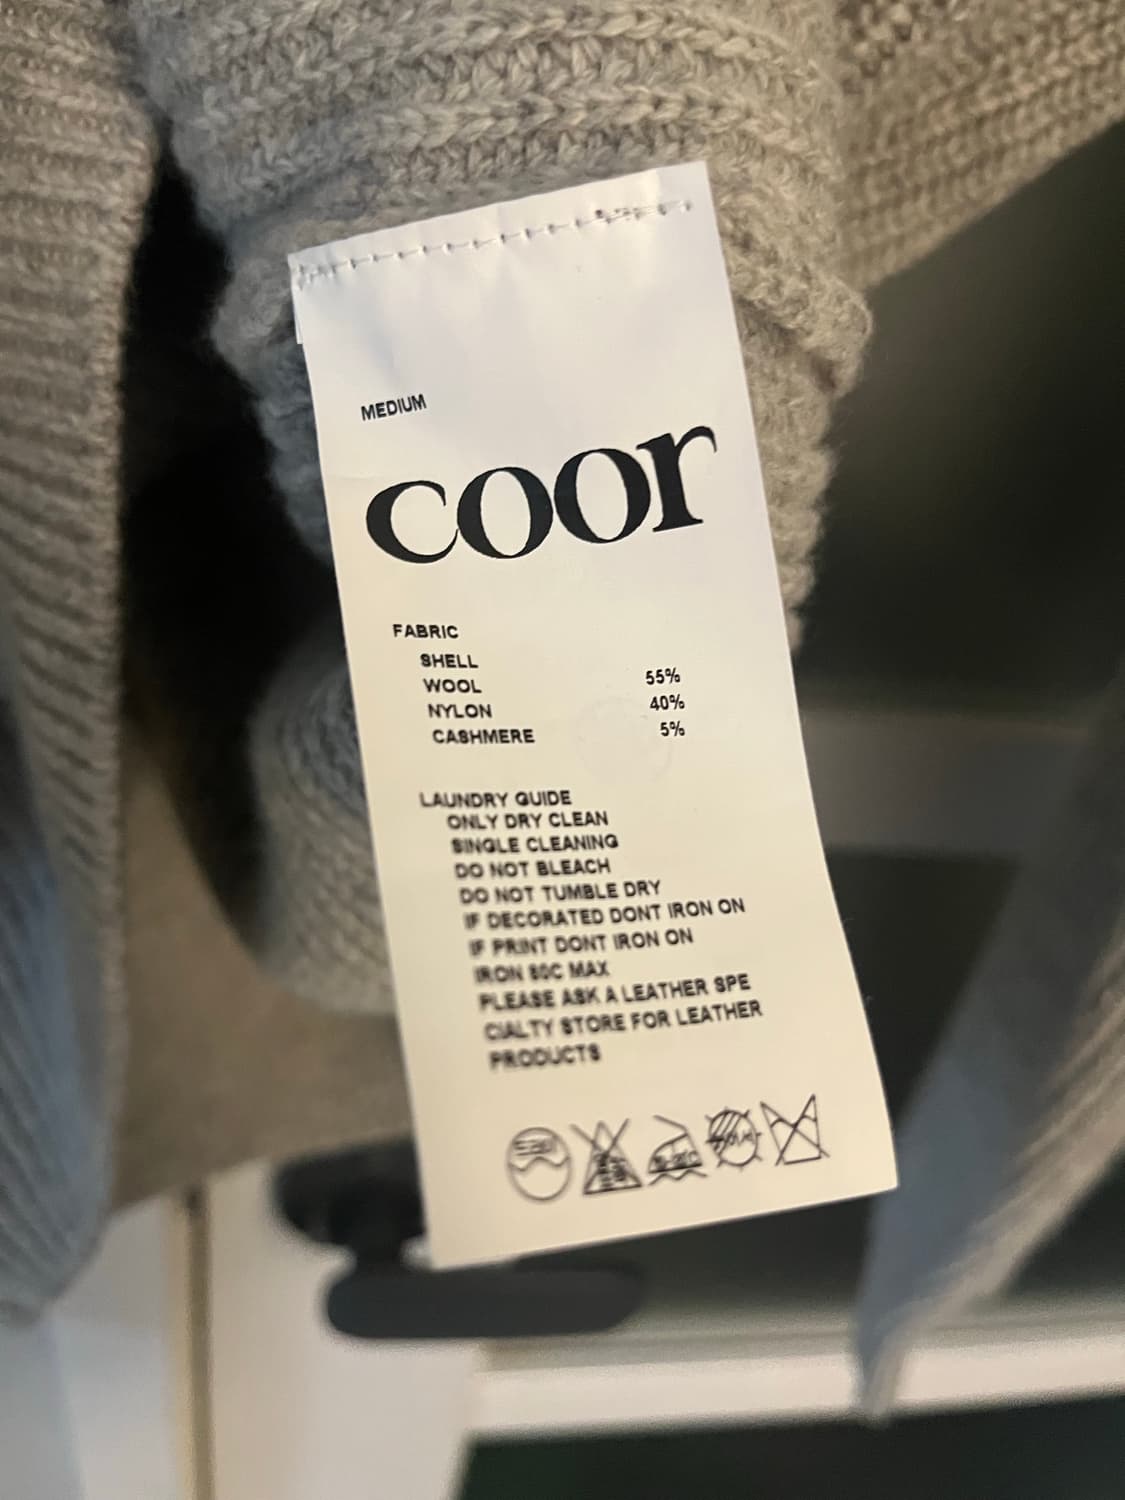 MEDIUM
coor
FABRIC
SHELL
WOOL 55%
NYLON 40%
CASHMERE 5%
LAUNDRY GUIDE
ONLY DRY CLEAN
SINGLE CLEANING
DO NOT BLEACH
DO NOT TUMBLE DRY
IF DECORATED DONT IRON ON
IF PRINT DONT IRON ON
IRON 80C MAX
PLEASE ASK A LEATHER SPE
CIALTY STORE FOR LEATHER
PRODUCTS